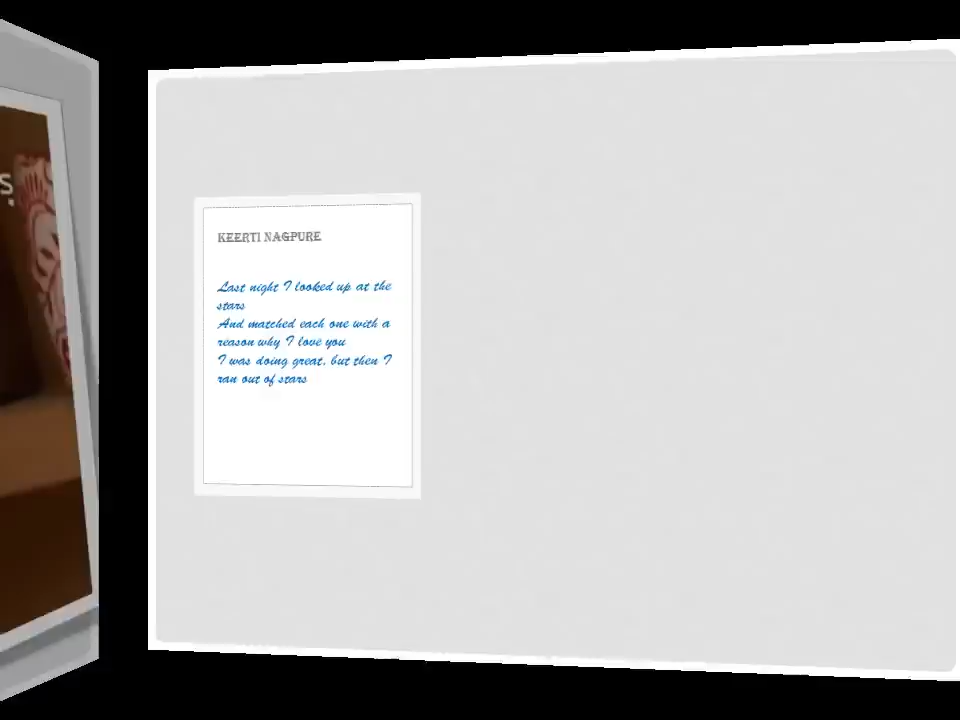 KEERTI NAGPURE
Last night I looked up at the
stars
And matched each one with a
reason why I love you
I was doing great, but then I
ran out of stars